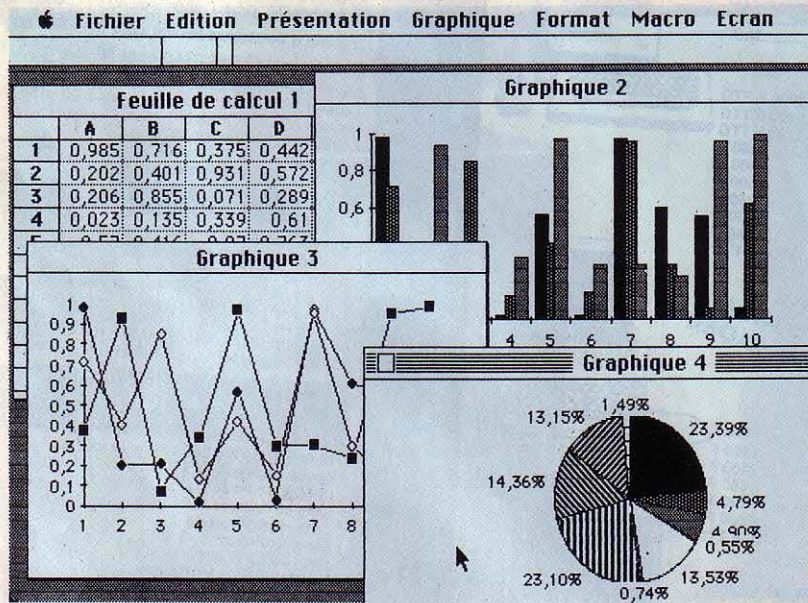 Fichier Edition Présentation Graphique Format Macro Ecran
Feuille de calcul 1
A B C D
1 0,985 0,716 0,375 0,442
2 0,202 0,401 0,931 0,572
3 0,206 0,855 0,071 0,289
4 0,023 0,135 0,339 0,61
Graphique 2
1
0,8
0,6
4 5 6 7 8 9 10
Graphique 3
1
0,9
0,8
0,7
0,6
0,5
0,4
0,3
0,2
0,1
0
1 2 3 4 5 6 7 8
Graphique 4
1,49%
13,15%
23,39%
14,36%
4,79%
4,90%
0,55%
23,10%
13,53%
0,74%